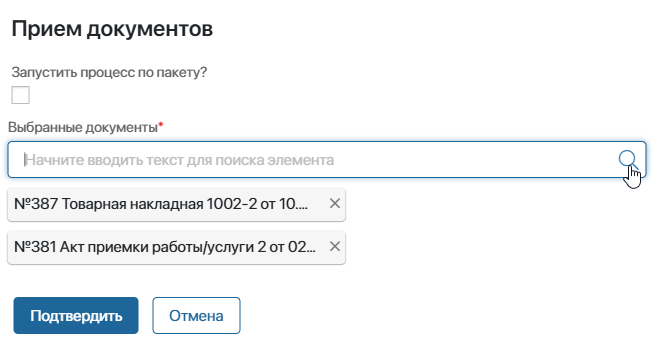 Прием документов
Запустить процесс по пакету?
Выбранные документы*
Начните вводить текст для поиска элемента
№387 Товарная накладная 1002-2 от 10....
№381 Акт приемки работы/услуги 2 от 02...
Подтвердить Отмена